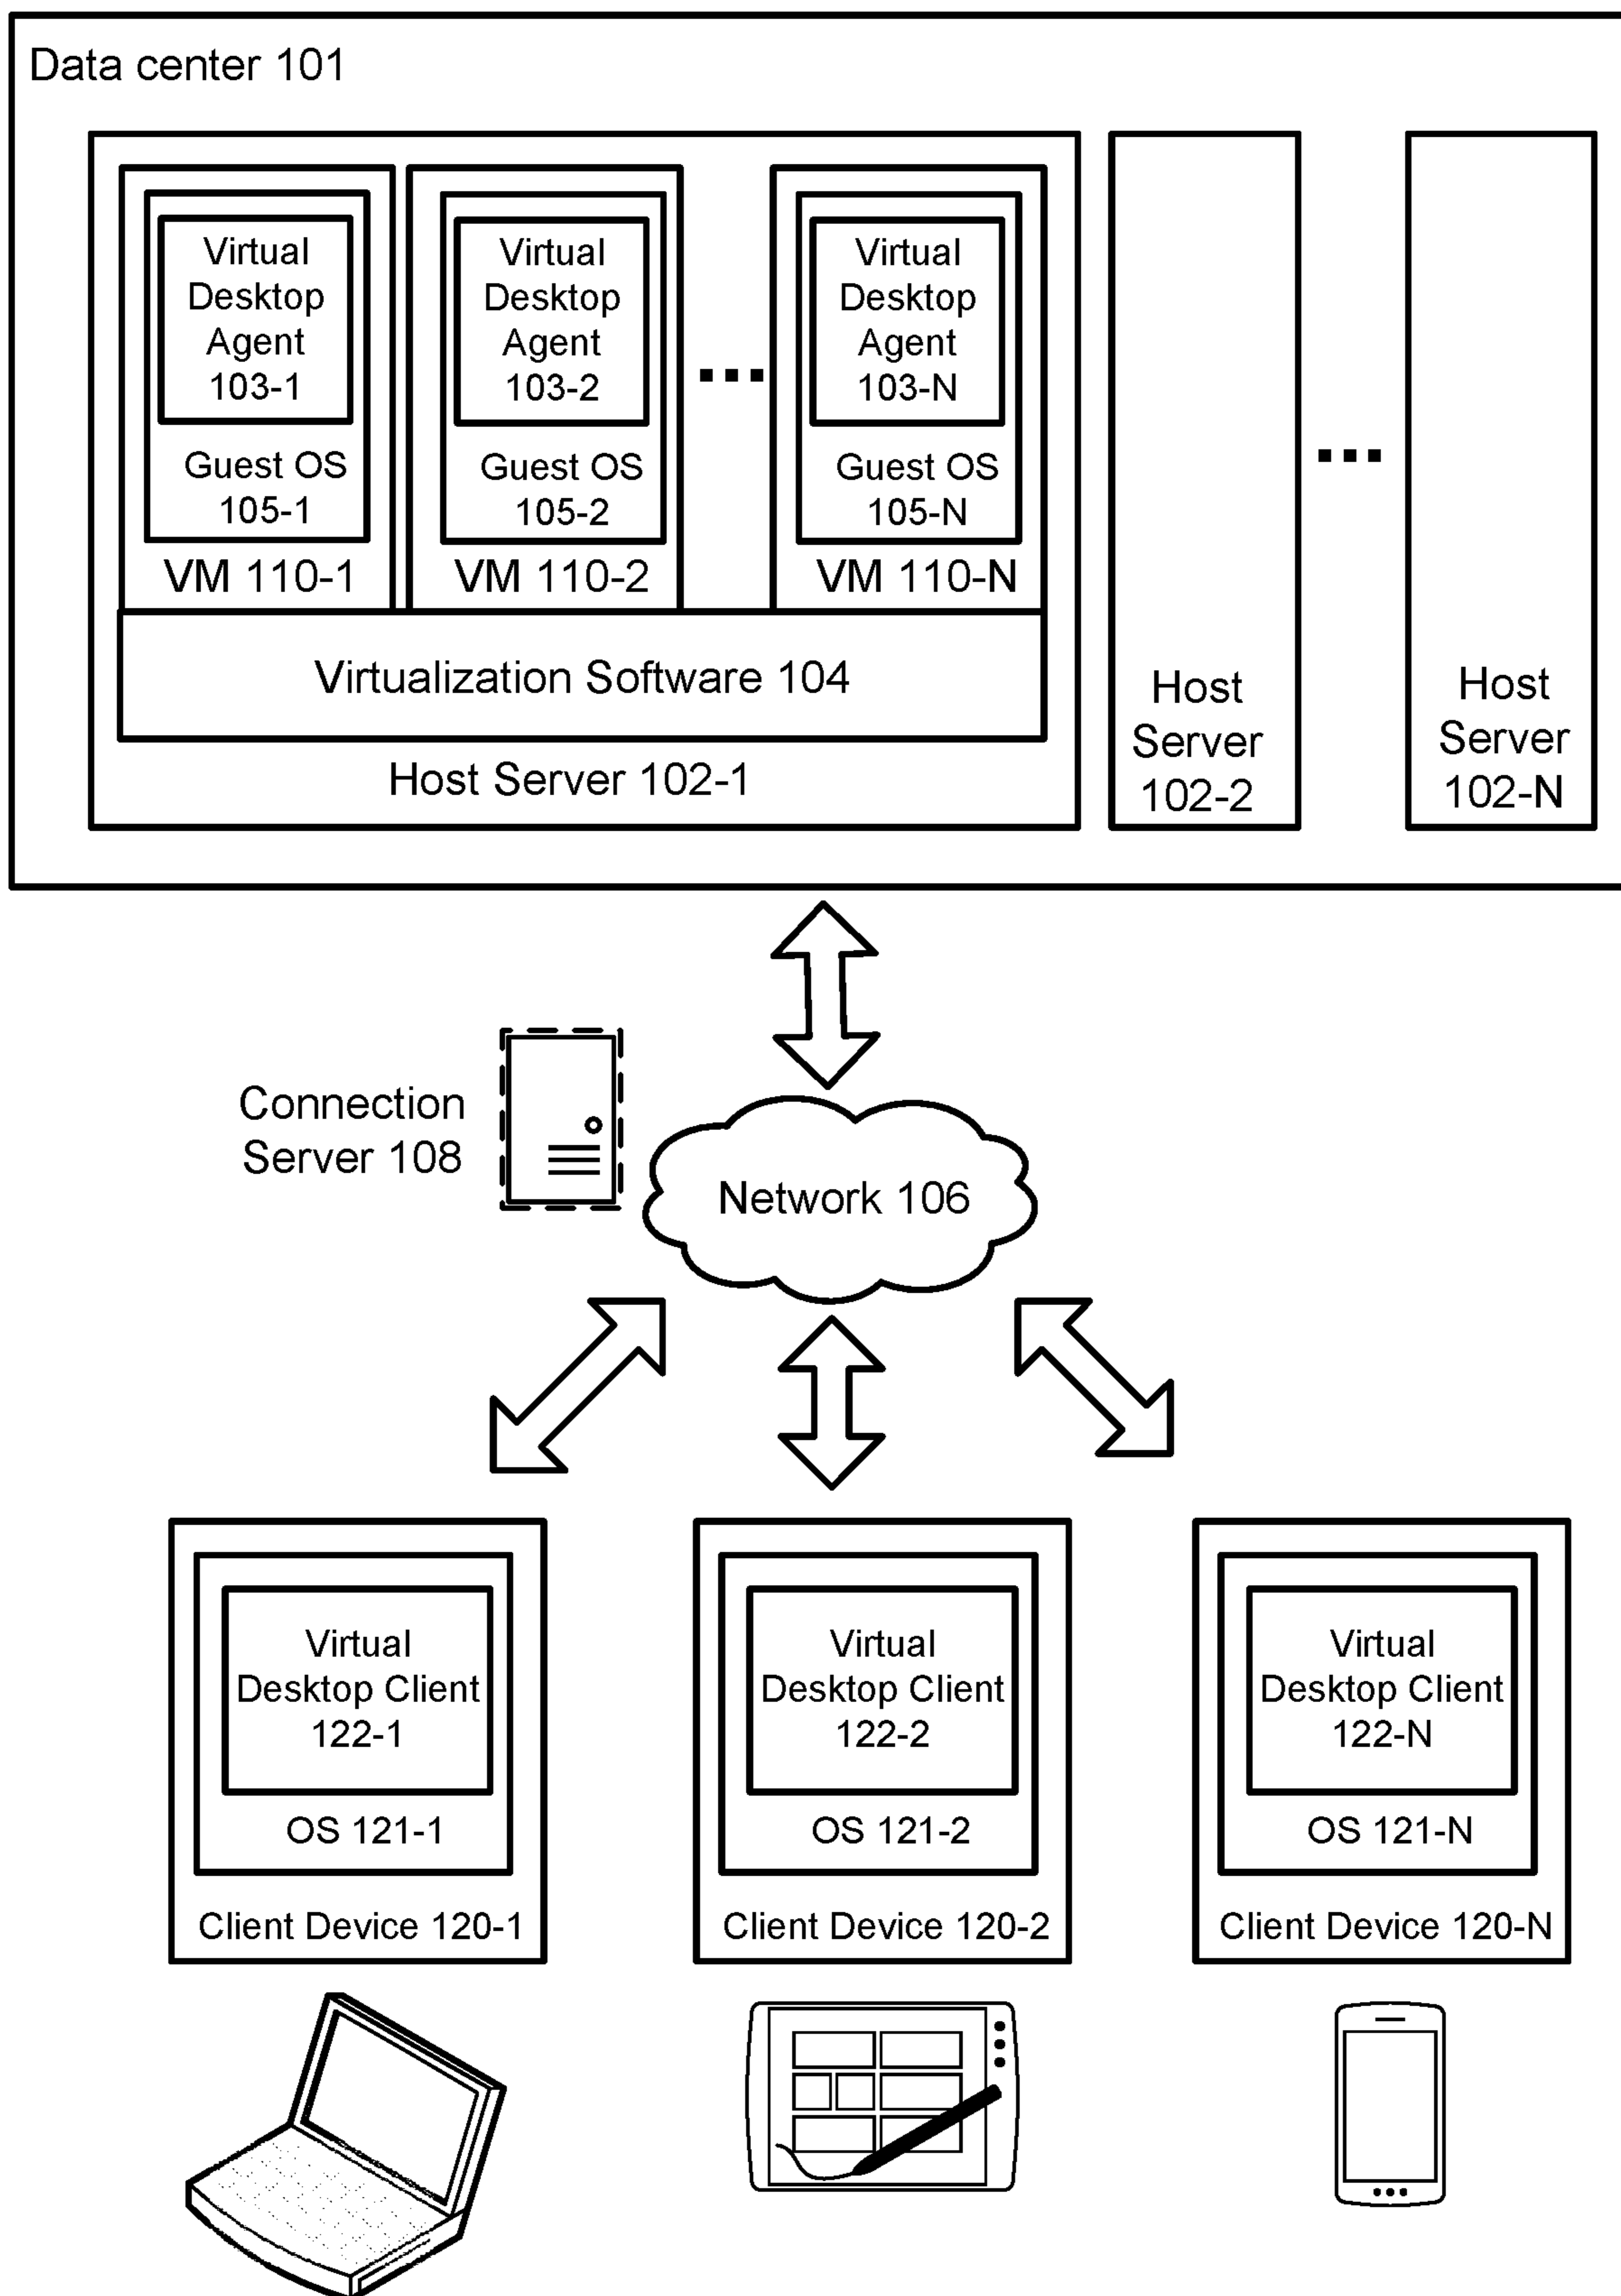 Data center 101
Virtual
Desktop
Agent
103-1
Guest OS
105-1
VM 110-1
Virtual
Desktop
Agent
103-2
Guest OS
105-2
VM 110-2
Virtual
Desktop
Agent
103-N
Guest OS
105-N
VM 110-N
Virtualization Software 104
Host Server 102-1
Host
Server
102-2
Host
Server
102-N
Connection
Server 108
Network 106
Virtual
Desktop Client
122-1
OS 121-1
Client Device 120-1
Virtual
Desktop Client
122-2
OS 121-2
Client Device 120-2
Virtual
Desktop Client
122-N
OS 121-N
Client Device 120-N